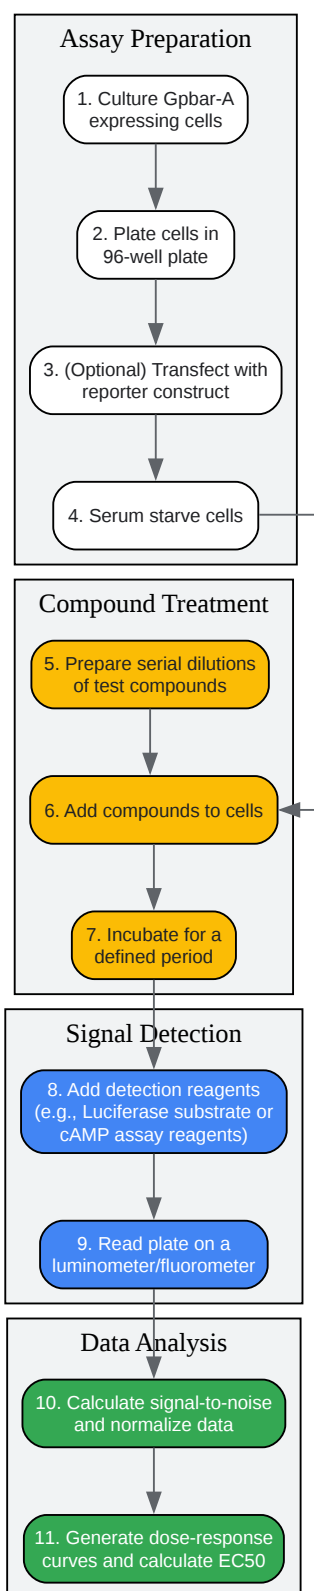 Assay Preparation
1. Culture Gpbar-A
expressing cells
2. Plate cells in
96-well plate
3. (Optional) Transfect with
reporter construct
4. Serum starve cells
Compound Treatment
5. Prepare serial dilutions
of test compounds
6. Add compounds to cells
7. Incubate for a
defined period
Signal Detection
8. Add detection reagents
(e.g., Luciferase substrate or
cAMP assay reagents)
9. Read plate on a
luminometer/fluorometer
Data Analysis
10. Calculate signal-to-noise
and normalize data
11. Generate dose-response
curves and calculate EC50